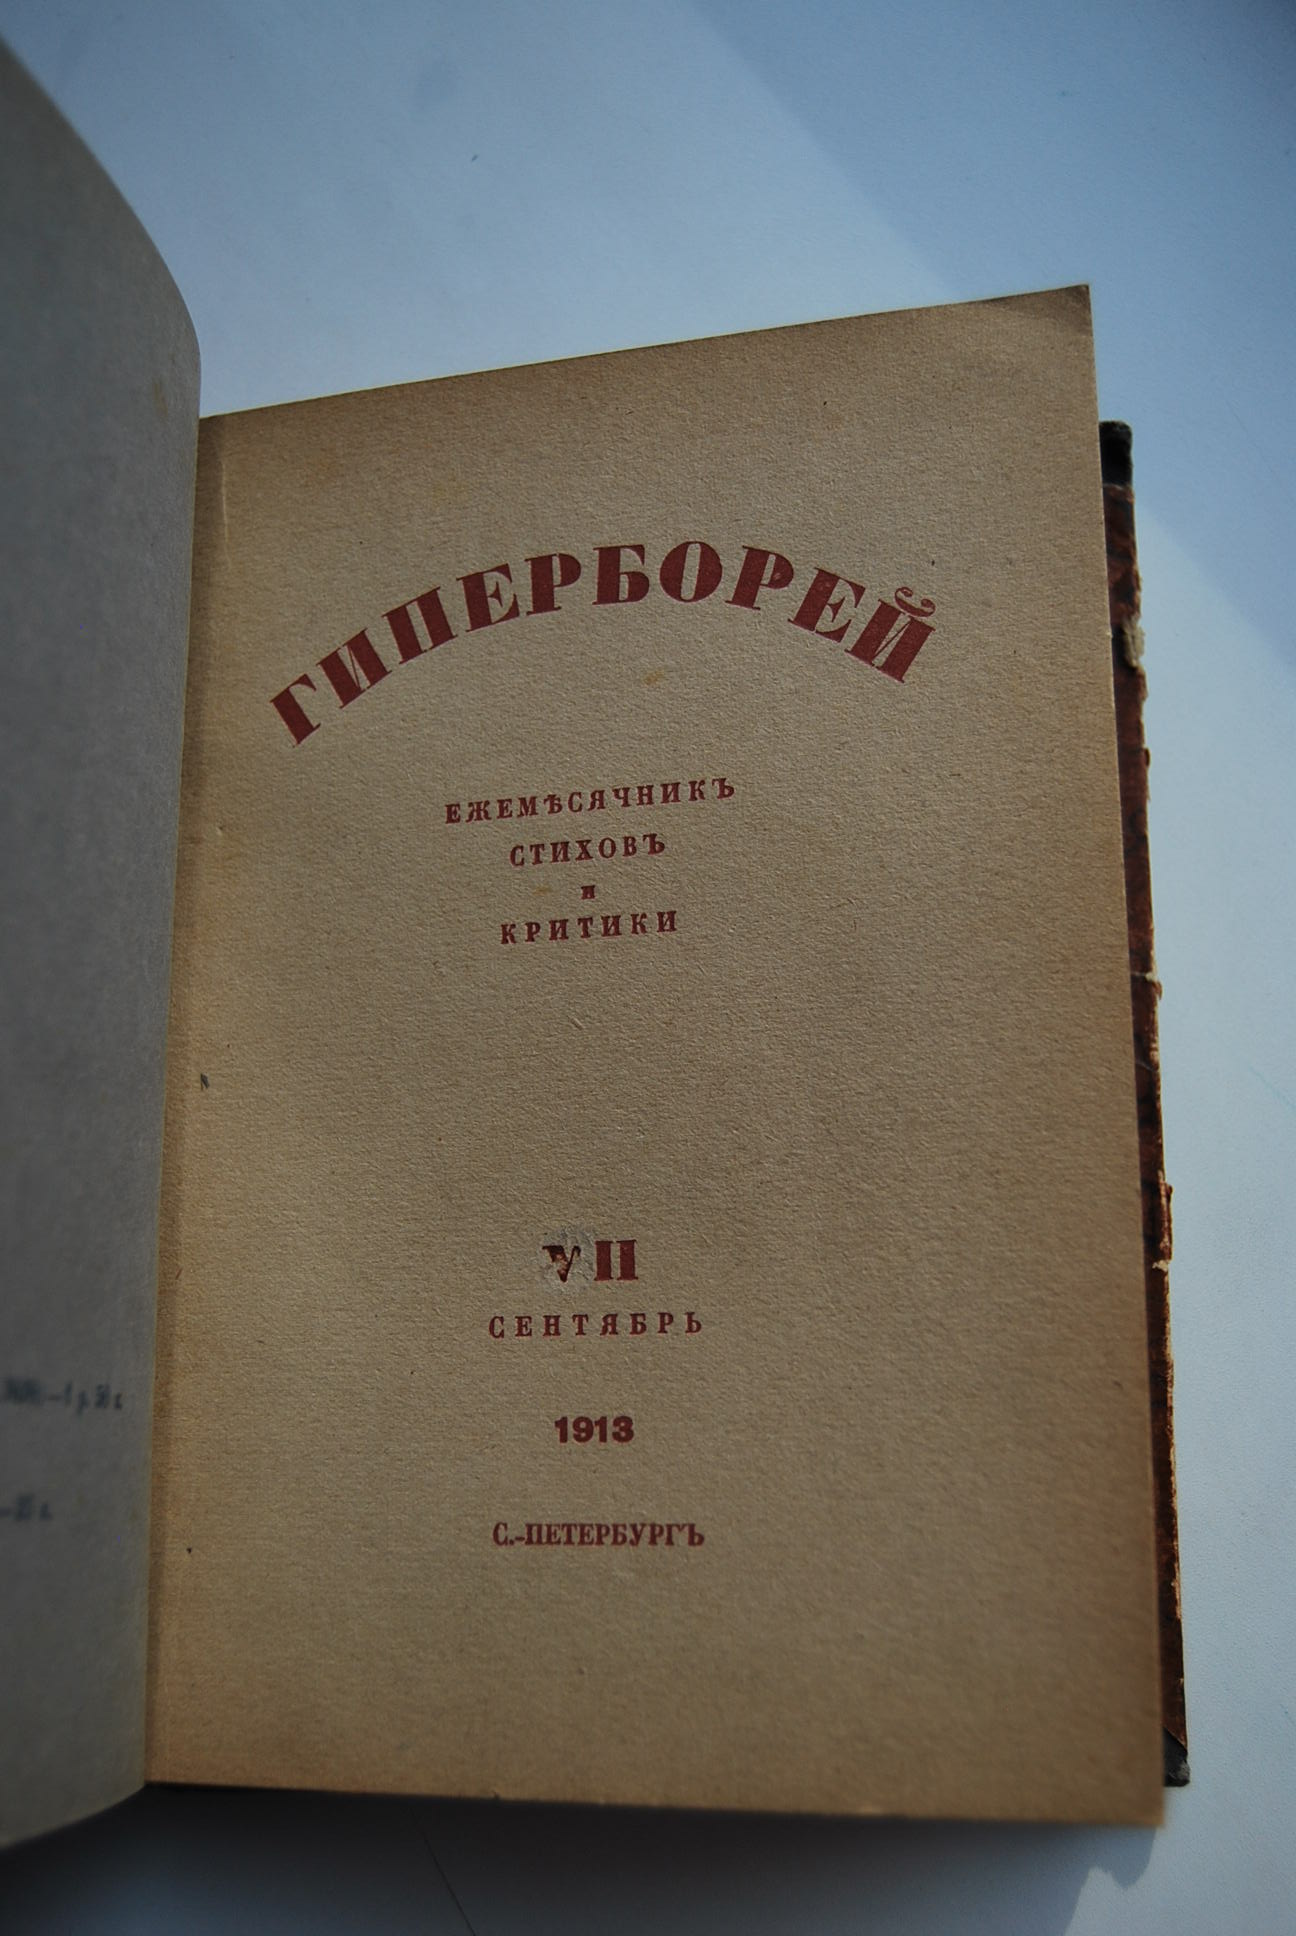 ГИПЕРБОРЕЙ
ЕЖЕМѢСЯЧНИКЪ
СТИХОВЪ
и
КРИТИКИ
VII
СЕНТЯБРЬ
1913
С.-ПЕТЕРБУРГЪ